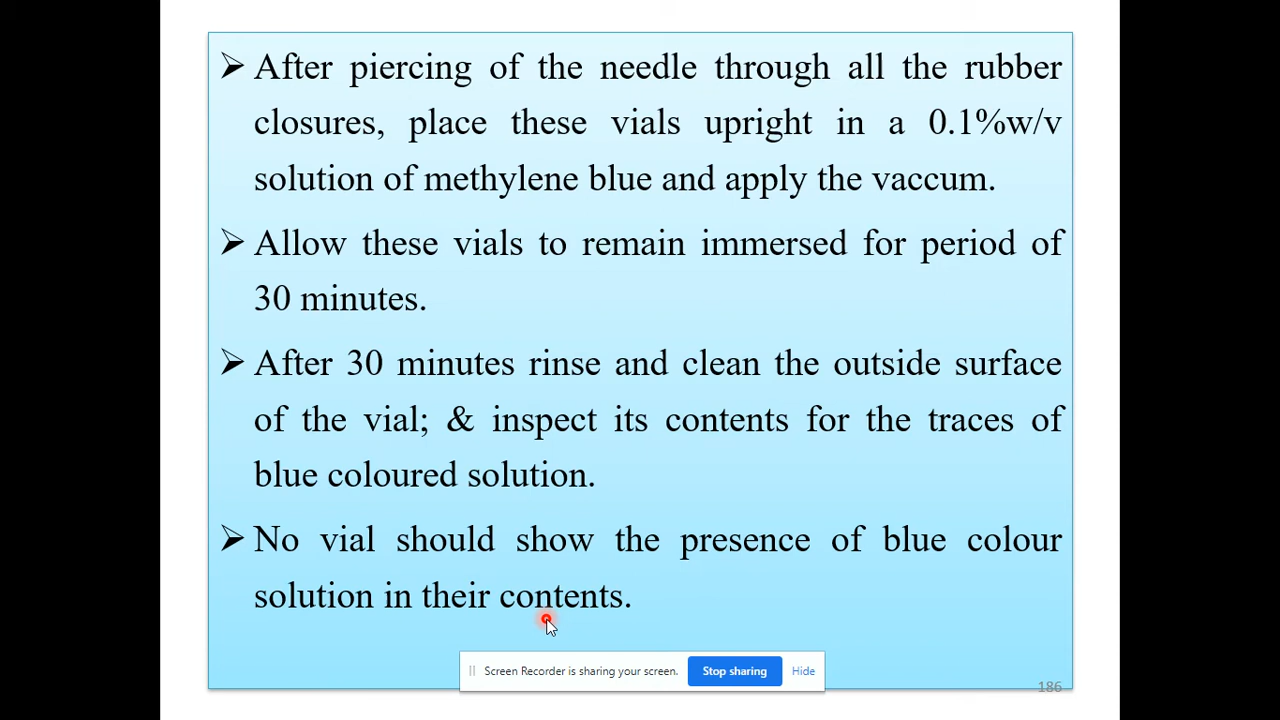 After piercing of the needle through all the rubber
closures, place these vials upright in a 0.1%w/v
solution of methylene blue and apply the vaccum.
Allow these vials to remain immersed for period of
30 minutes.
After 30 minutes rinse and clean the outside surface
of the vial; & inspect its contents for the traces of
blue coloured solution.
No vial should show the presence of blue colour
solution in their contents.
Screen Recorder is sharing your screen. Stop sharing Hide
186